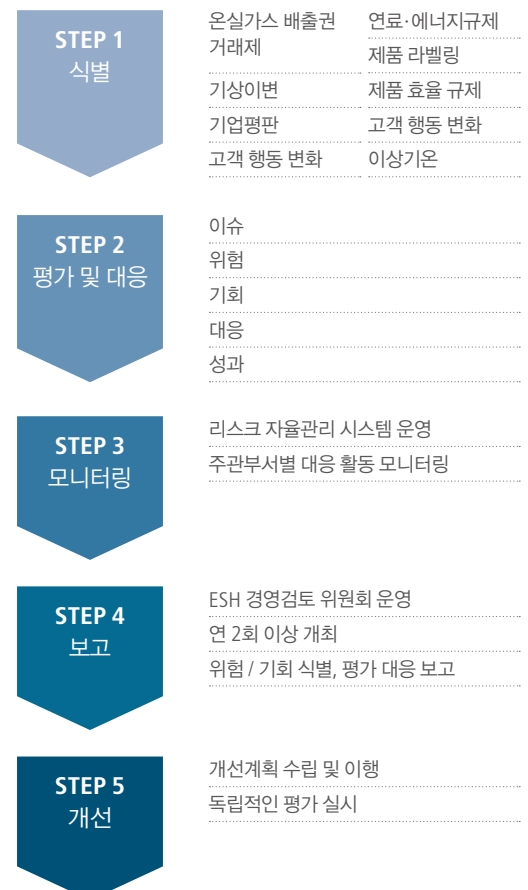 STEP 1
식별
온실가스 배출권
거래제
기상이변
기업평판
고객 행동 변화
연료·에너지규제
제품 라벨링
제품 효율 규제
고객 행동 변화
이상기온
STEP 2
평가 및 대응
이슈
위험
기회
대응
성과
STEP 3
모니터링
리스크 자율관리 시스템 운영
주관부서별 대응 활동 모니터링
STEP 4
보고
ESH 경영검토 위원회 운영
연 2회 이상 개최
위험 / 기회 식별, 평가 대응 보고
STEP 5
개선
개선계획 수립 및 이행
독립적인 평가 실시